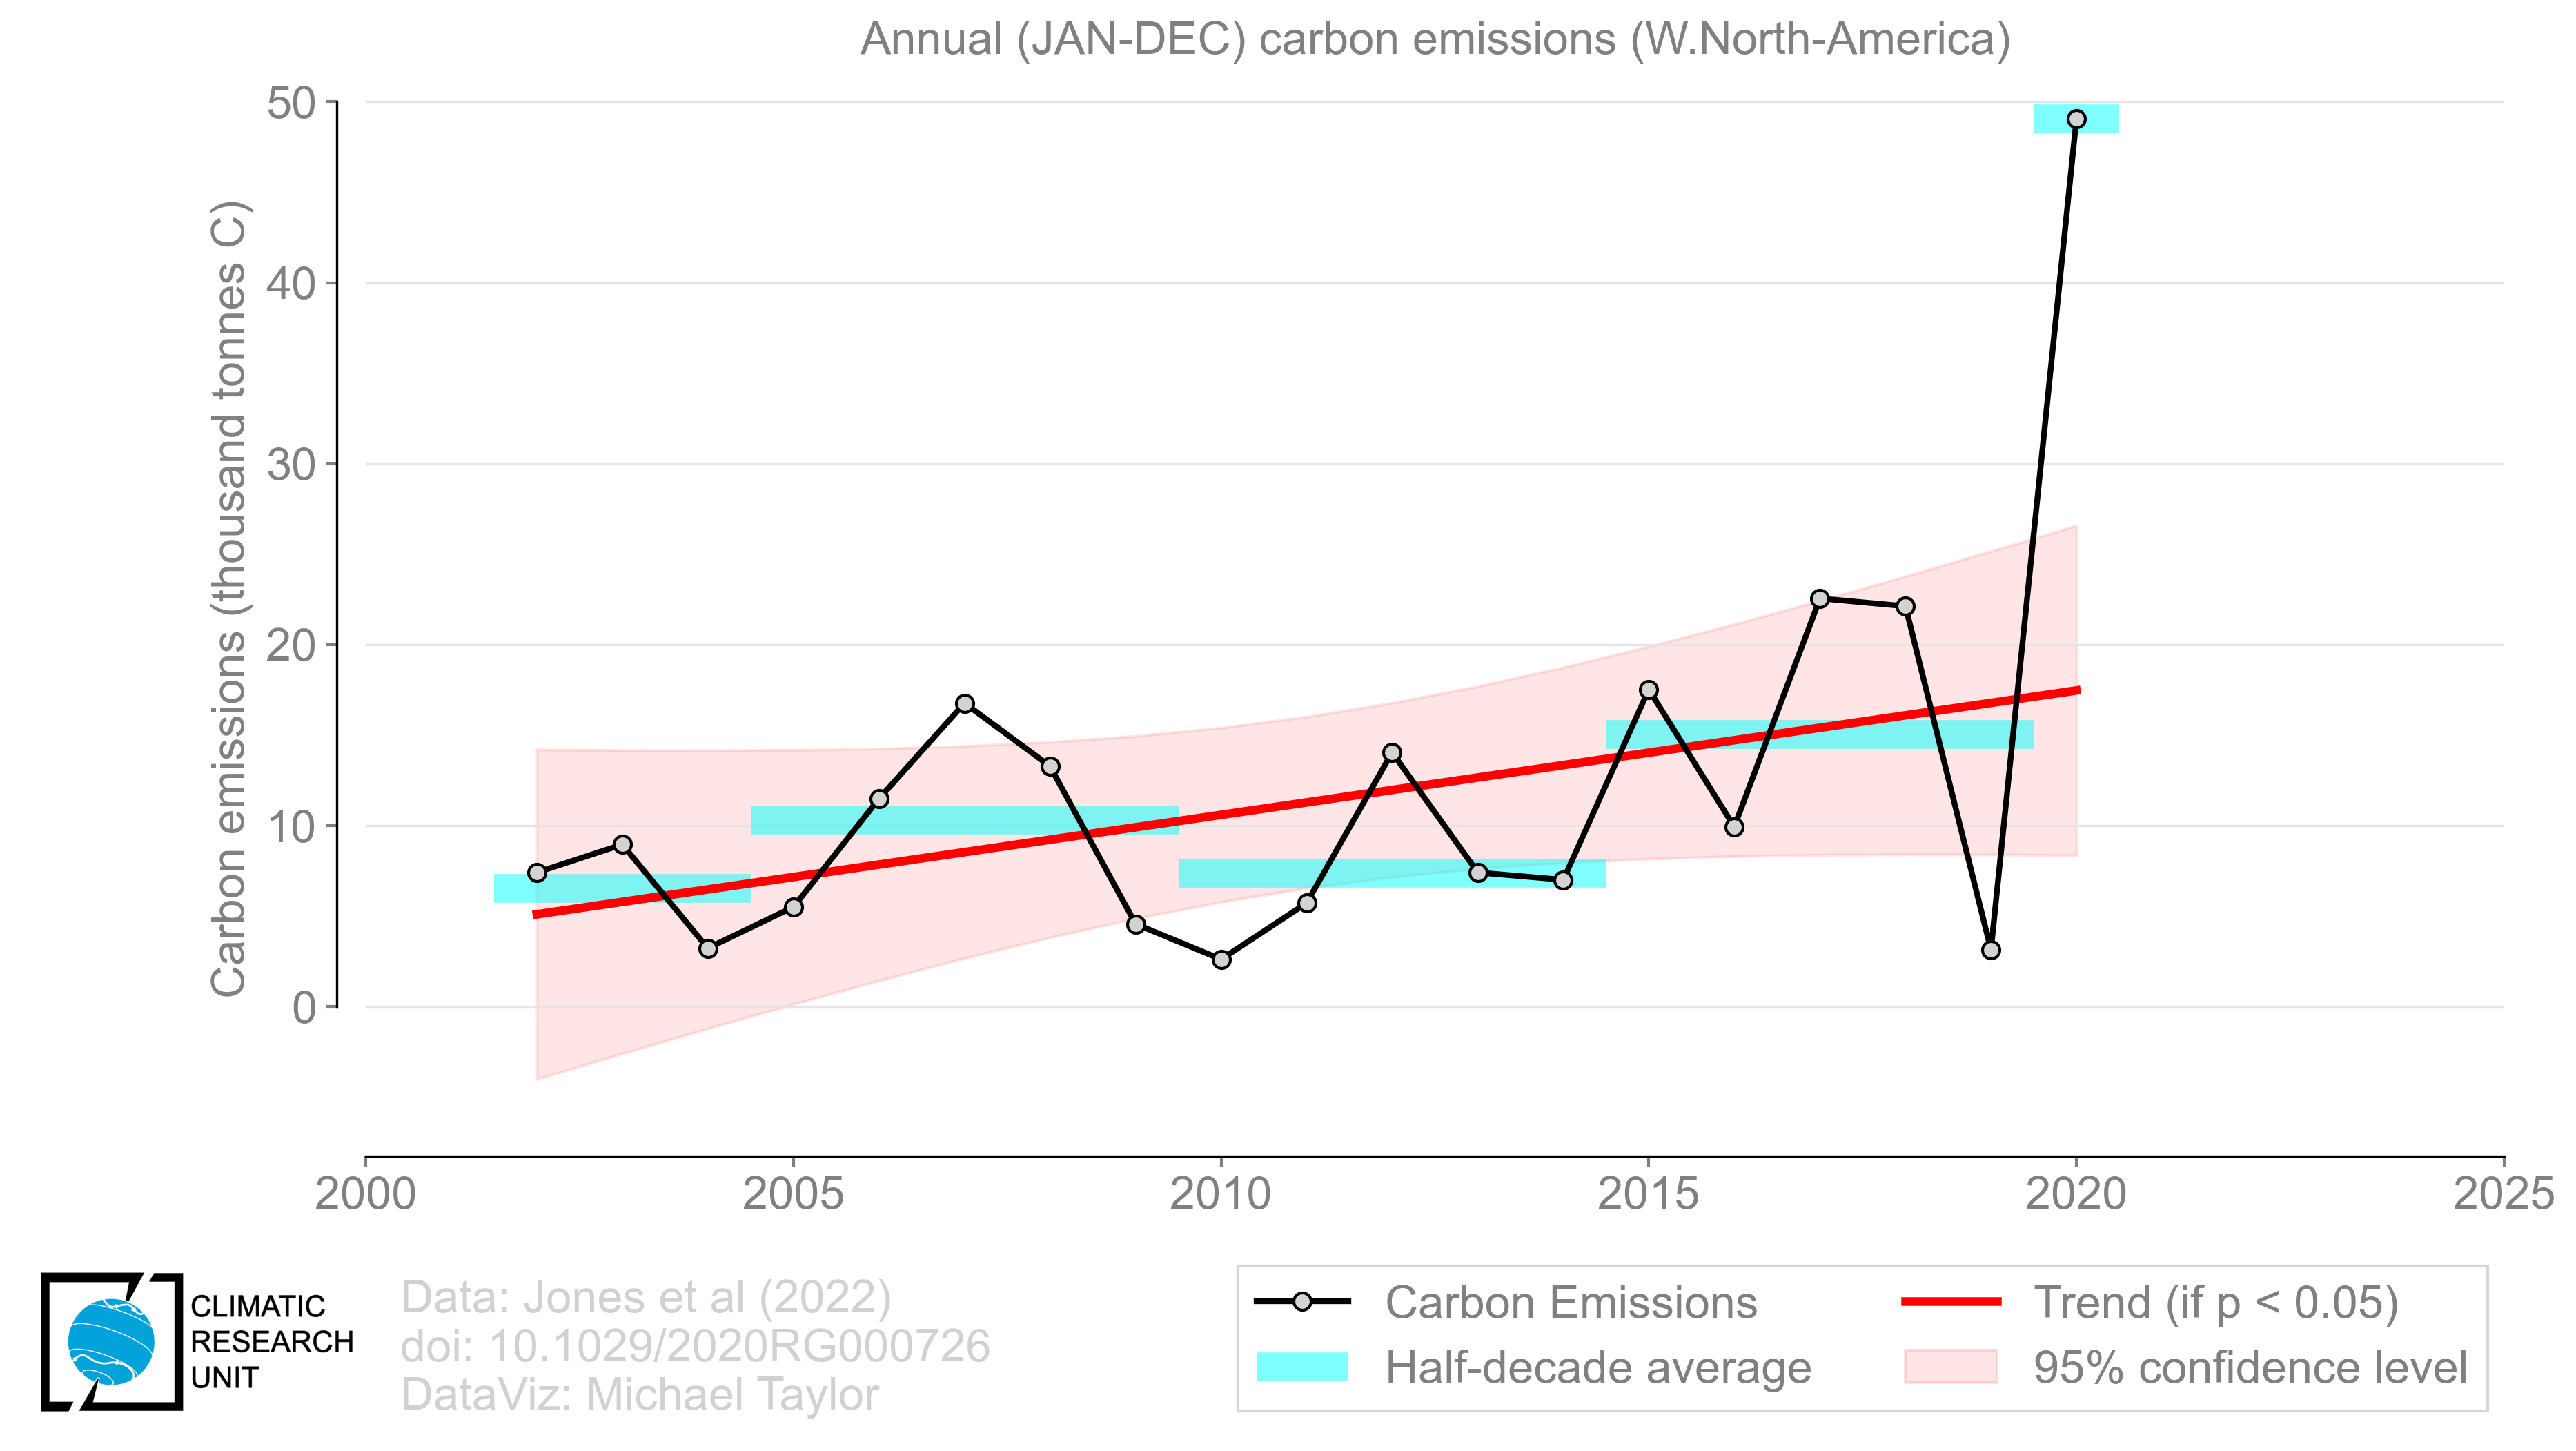 Annual (JAN-DEC) carbon emissions (W.North-America)
Carbon emissions (thousand tonnes C)
50
40
30
20
10
0
2000
2005
2010
2015
2020
2025
CLIMATIC
RESEARCH
UNIT
Data: Jones et al (2022)
doi: 10.1029/2020RG000726
DataViz: Michael Taylor
Carbon Emissions
Half-decade average
Trend (if p < 0.05)
95% confidence level